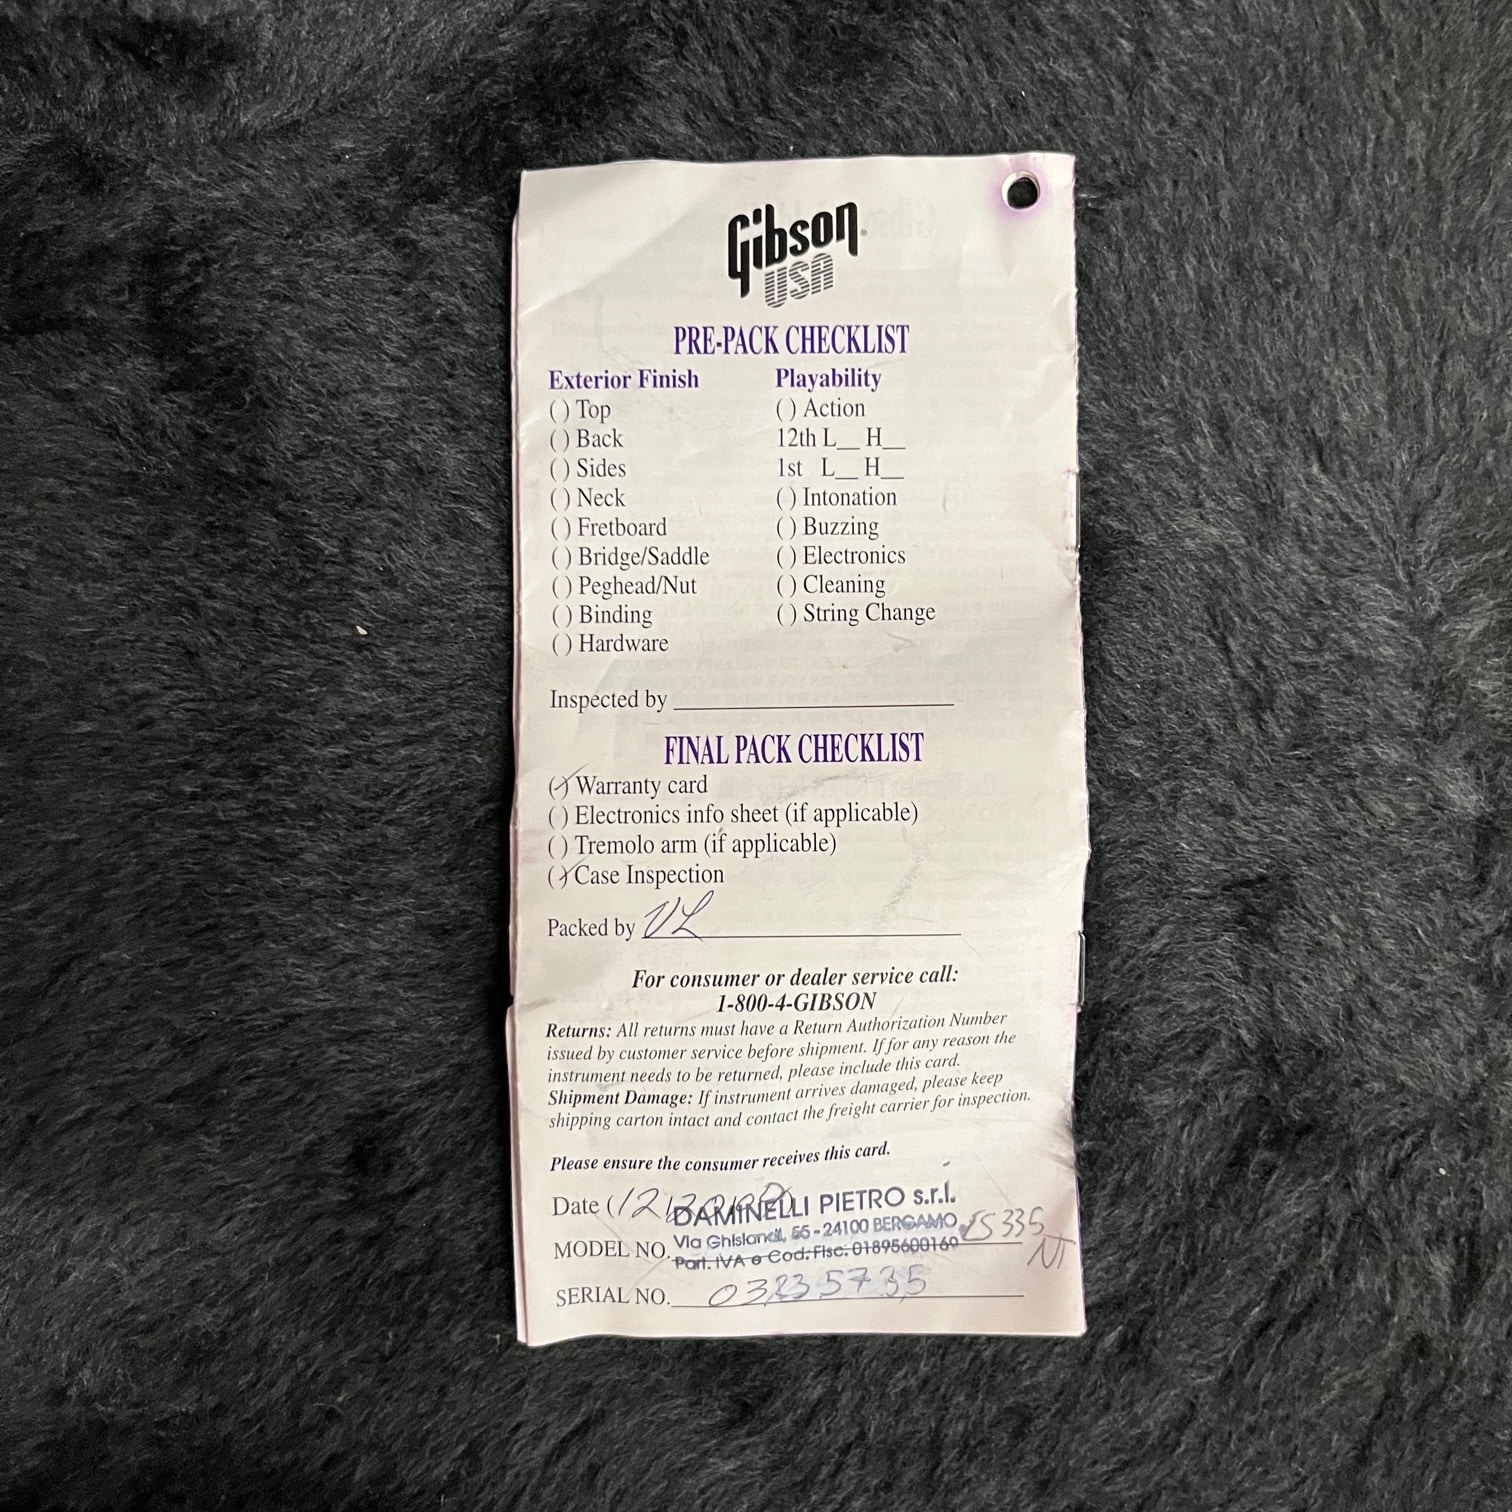 Gibson®
USA
PRE-PACK CHECKLIST
Exterior Finish
( ) Top
( ) Back
( ) Sides
( ) Neck
( ) Fretboard
( ) Bridge/Saddle
( ) Peghead/Nut
( ) Binding
( ) Hardware
Playability
( ) Action
12th L__ H__
1st L__ H__
( ) Intonation
( ) Buzzing
( ) Electronics
( ) Cleaning
( ) String Change
Inspected by
FINAL PACK CHECKLIST
(✓) Warranty card
( ) Electronics info sheet (if applicable)
( ) Tremolo arm (if applicable)
(✓) Case Inspection
Packed by VL
For consumer or dealer service call:
1-800-4-GIBSON
Returns: All returns must have a Return Authorization Number
issued by customer service before shipment. If for any reason the
instrument needs to be returned, please include this card.
Shipment Damage: If instrument arrives damaged, please keep
shipping carton intact and contact the freight carrier for inspection.
Please ensure the consumer receives this card.
Date
DAMINELLI PIETRO s.r.l.
Via Ghislandi, 55 - 24100 BERGAMO
Part. IVA e Cod. Fisc. 01895600169
MODEL NO. ES 335
NT
SERIAL NO. 03235735